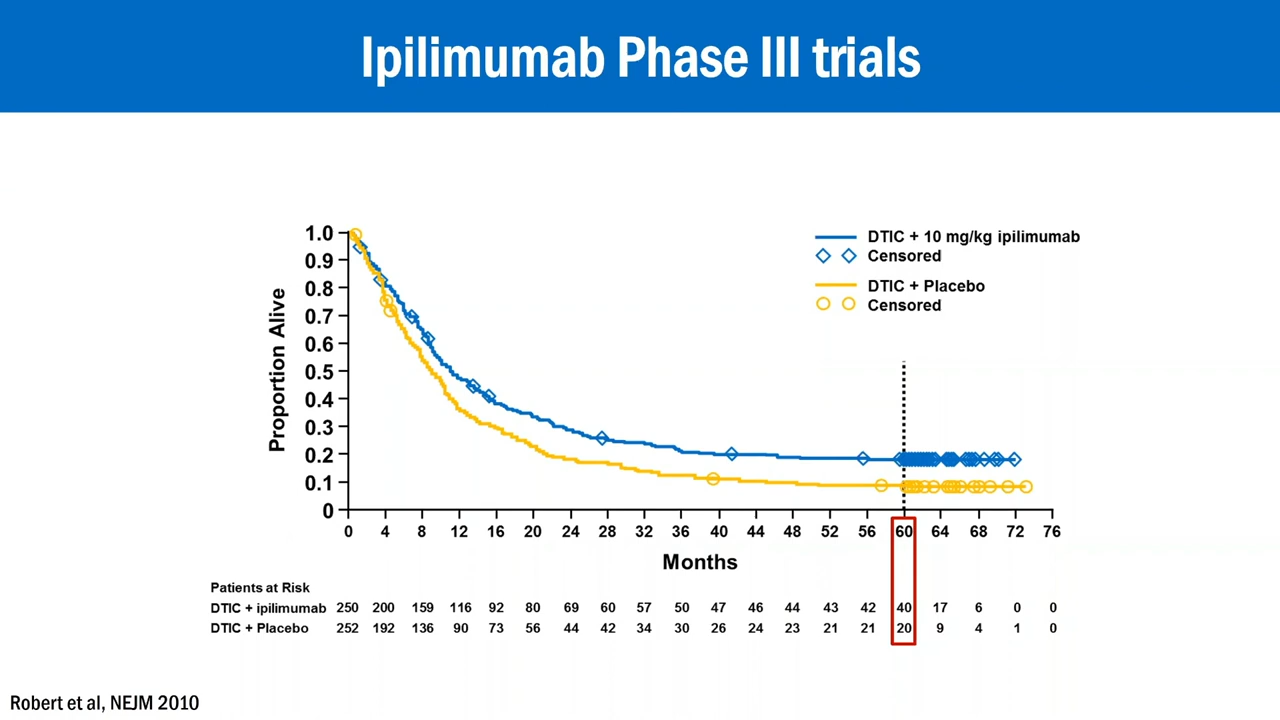 Ipilimumab Phase III trials
1.0
0.9
0.8
0.7
0.6
0.5
0.4
0.3
0.2
0.1
0
Proportion Alive
DTIC + 10 mg/kg ipilimumab
Censored
DTIC + Placebo
Censored
0 4 8 12 16 20 24 28 32 36 40 44 48 52 56 60 64 68 72 76
Months
Patients at Risk
DTIC + ipilimumab 250 200 159 116 92 80 69 60 57 50 47 46 44 43 42 40 17 6 0 0
DTIC + Placebo 252 192 136 90 73 56 44 42 34 30 26 24 23 21 21 20 9 4 1 0
Robert et al, NEJM 2010